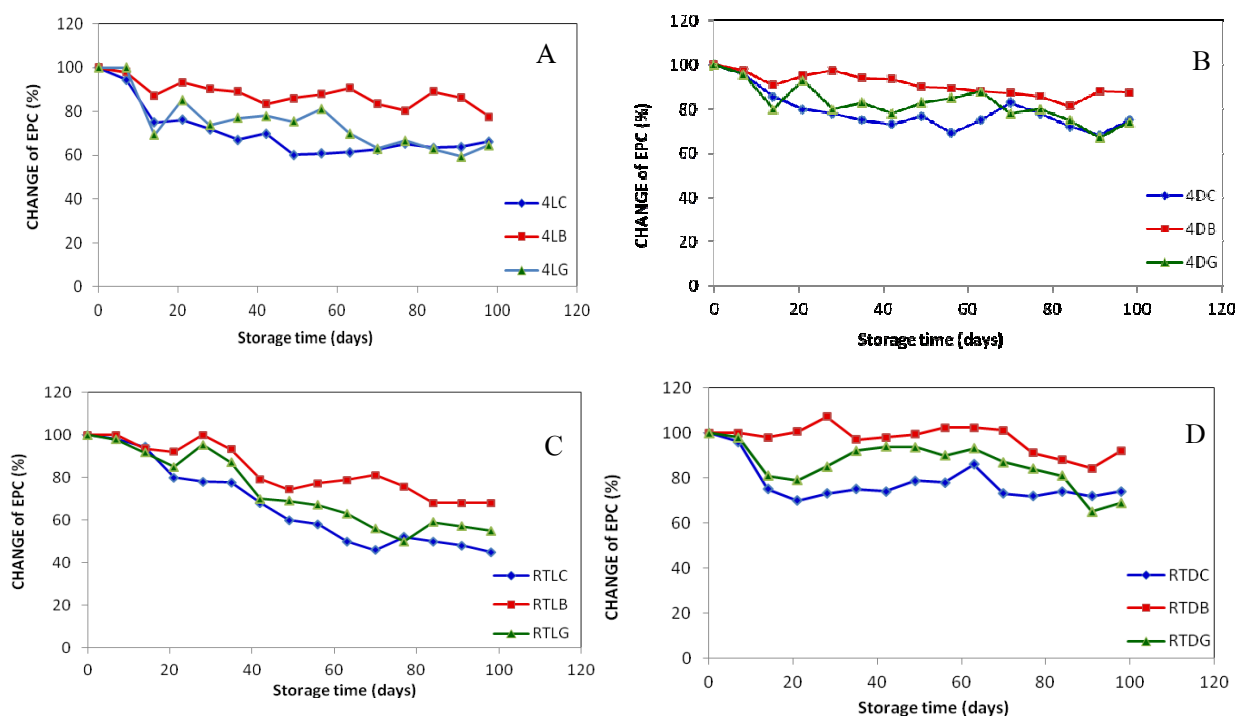 A
CHANGE of EPC (%)
120
100
80
60
40
20
0
0 20 40 60 80 100 120
Storage time (days)
4LC
4LB
4LG
B
CHANGE of EPC (%)
120
100
80
60
40
20
0
0 20 40 60 80 100 120
Storage time (days)
4DC
4DB
4DG
C
CHANGE of EPC (%)
120
100
80
60
40
20
0
0 20 40 60 80 100 120
Storage time (days)
RTLC
RTLB
RTLG
D
CHANGE of EPC (%)
120
100
80
60
40
20
0
0 20 40 60 80 100 120
Storage time (days)
RTDC
RTDB
RTDG